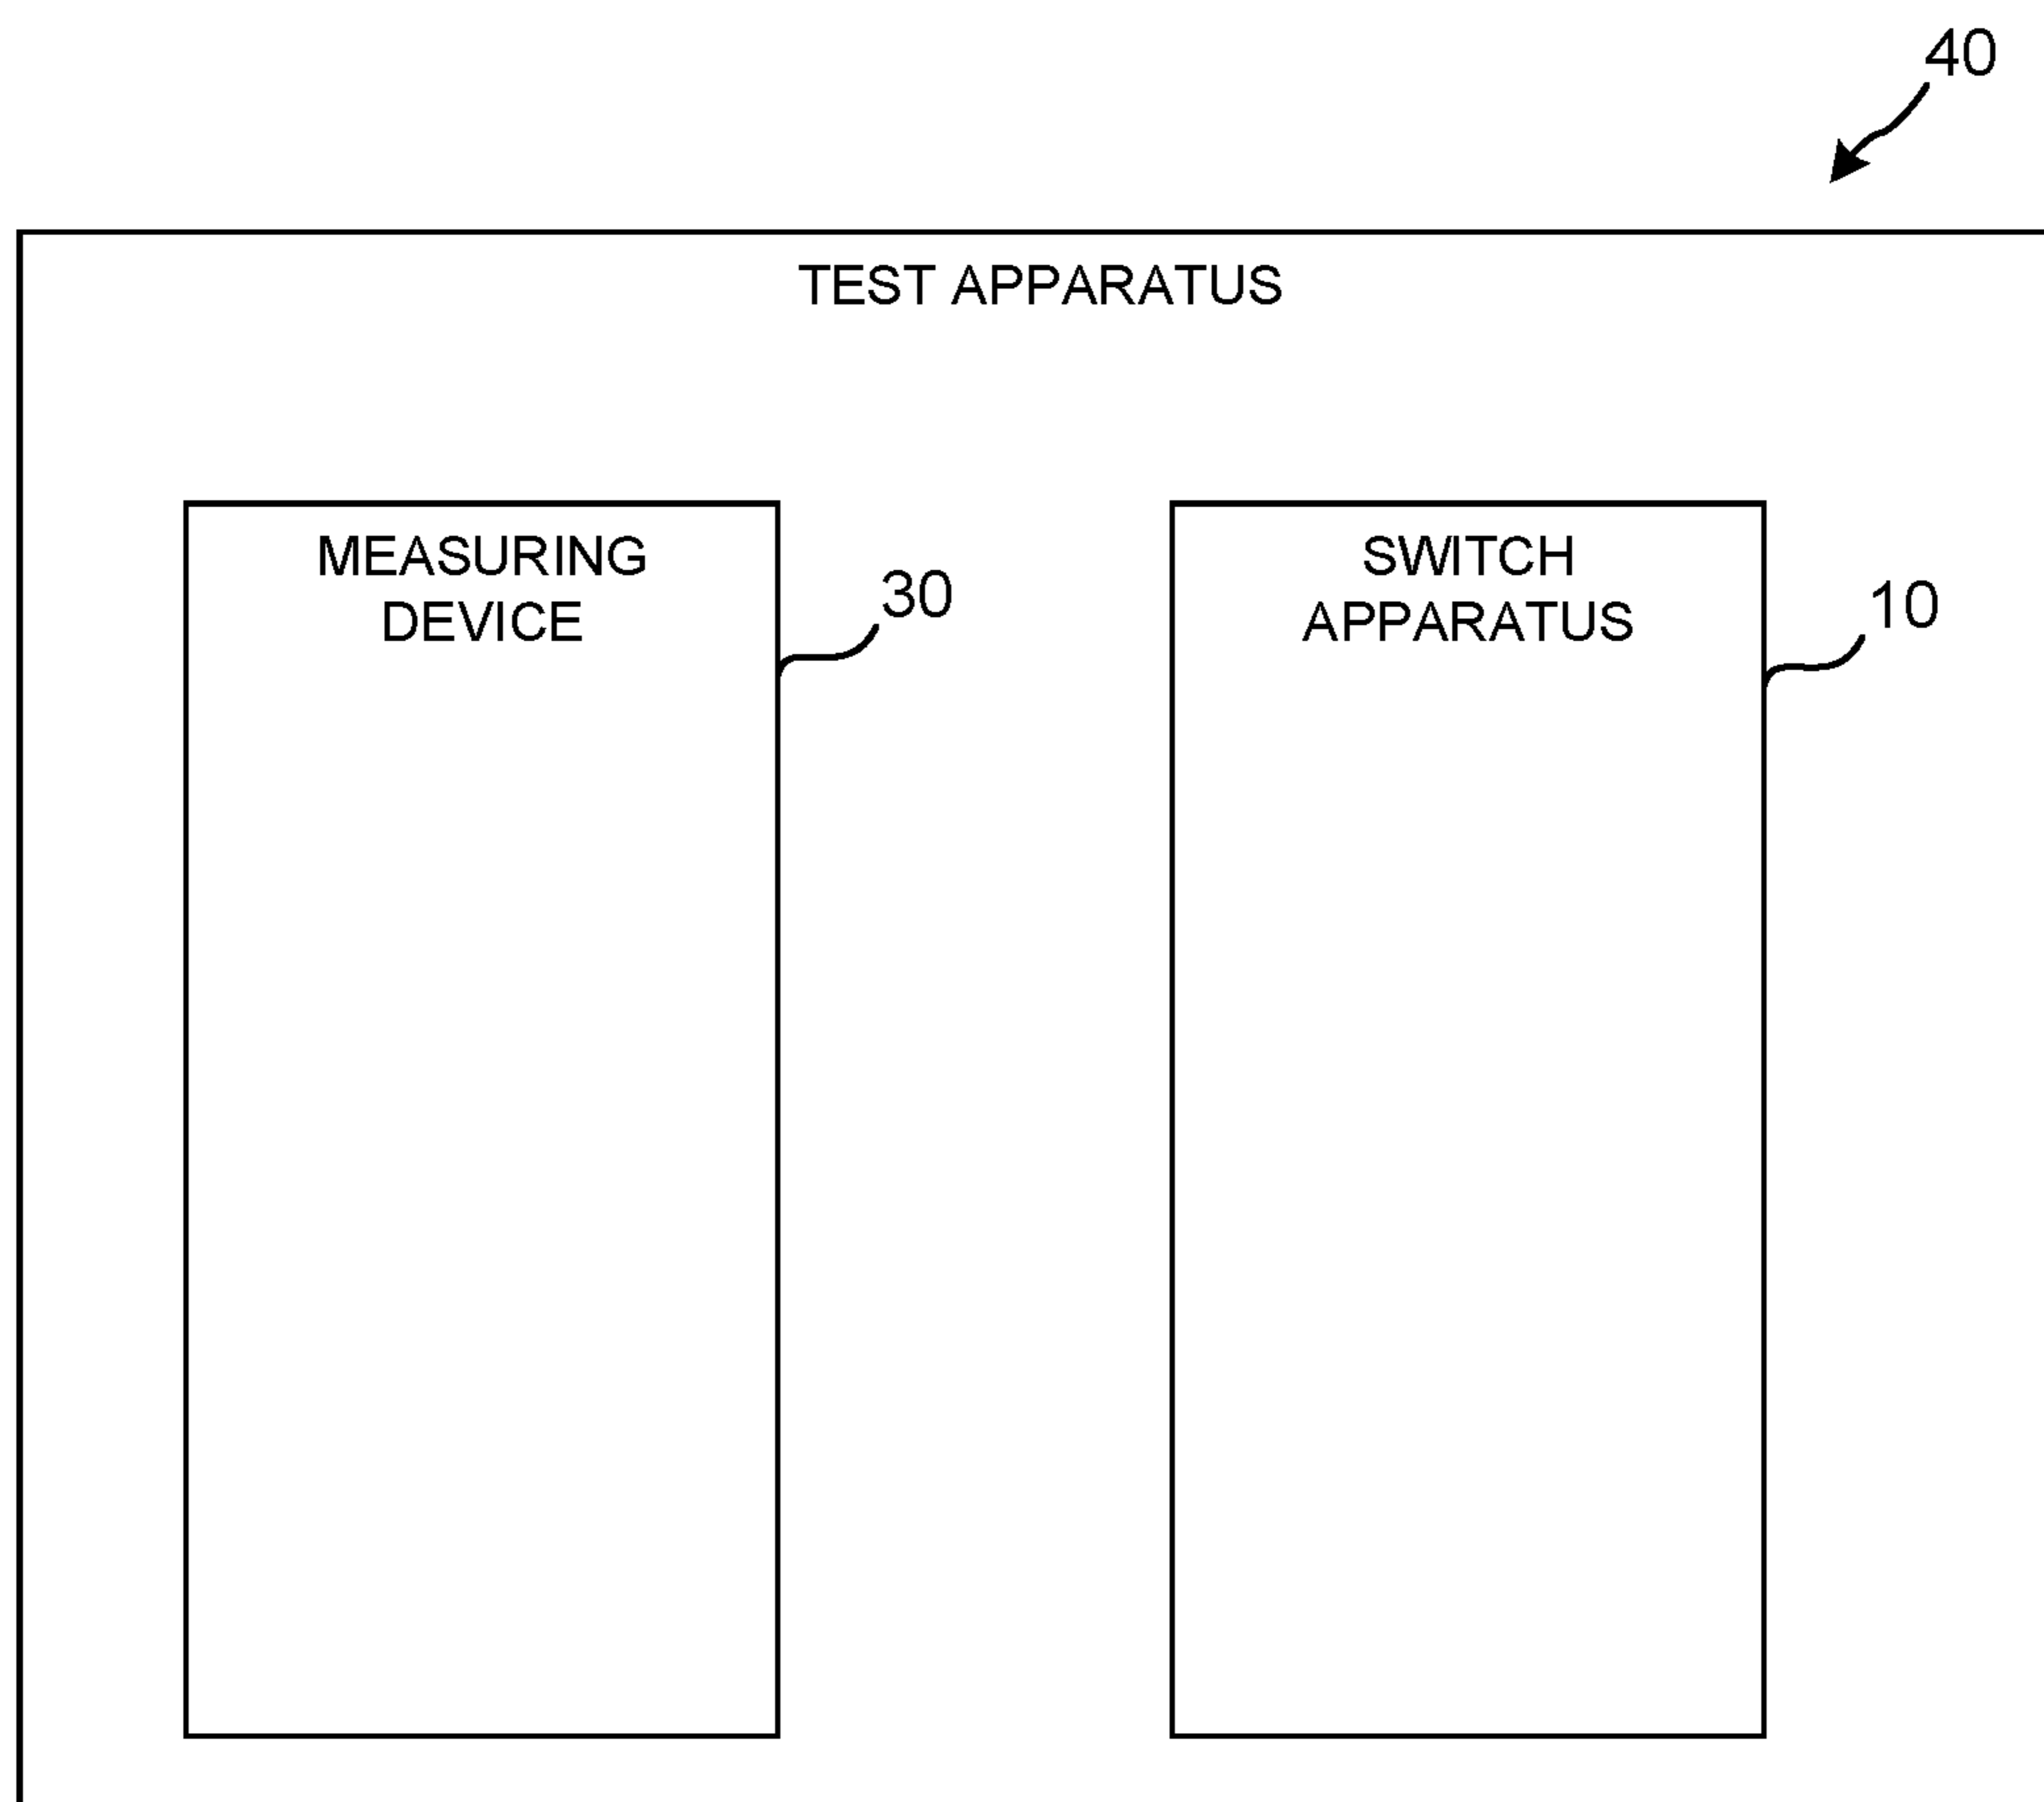 40
TEST APPARATUS
MEASURING
DEVICE
30
SWITCH
APPARATUS
10